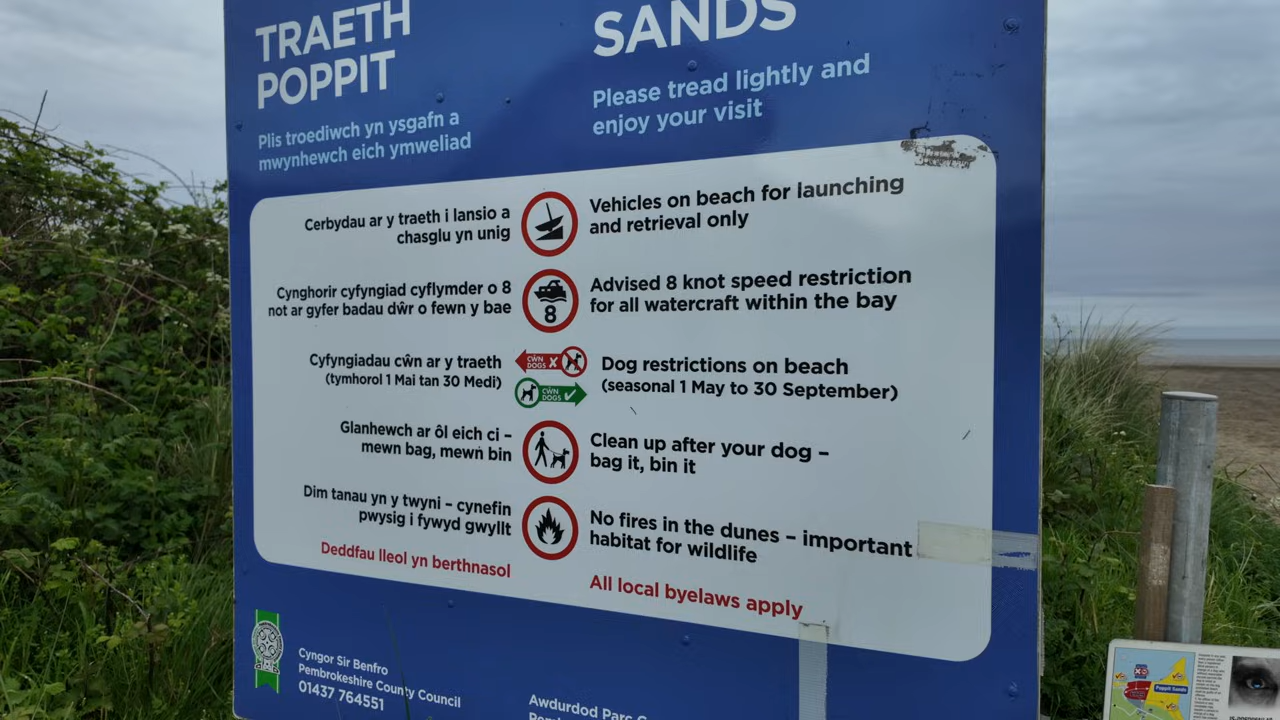 TRAETH
POPPIT
Plis troediwch yn ysgafn a
mwynhewch eich ymweliad
SANDS
Please tread lightly and
enjoy your visit
Cerbydau ar y traeth i lansio a
chasglu yn unig
Vehicles on beach for launching
and retrieval only
Cynghorir cyfyngiad cyflymder o 8
not ar gyfer badau dŵr o fewn y bae
8
Advised 8 knot speed restriction
for all watercraft within the bay
Cyfyngiadau cŵn ar y traeth
(tymhorol 1 Mai tan 30 Medi)
CŴN
DOGS X
CŴN
DOGS
Dog restrictions on beach
(seasonal 1 May to 30 September)
Glanhewch ar ôl eich ci –
mewn bag, mewn bin
Clean up after your dog –
bag it, bin it
Dim tanau yn y twyni – cynefin
pwysig i fywyd gwyllt
No fires in the dunes – important
habitat for wildlife
Deddfau lleol yn berthnasol
All local byelaws apply
Cyngor Sir Benfro
Pembrokeshire County Council
01437 764551
Awdurdod Parc
Poppit Sands